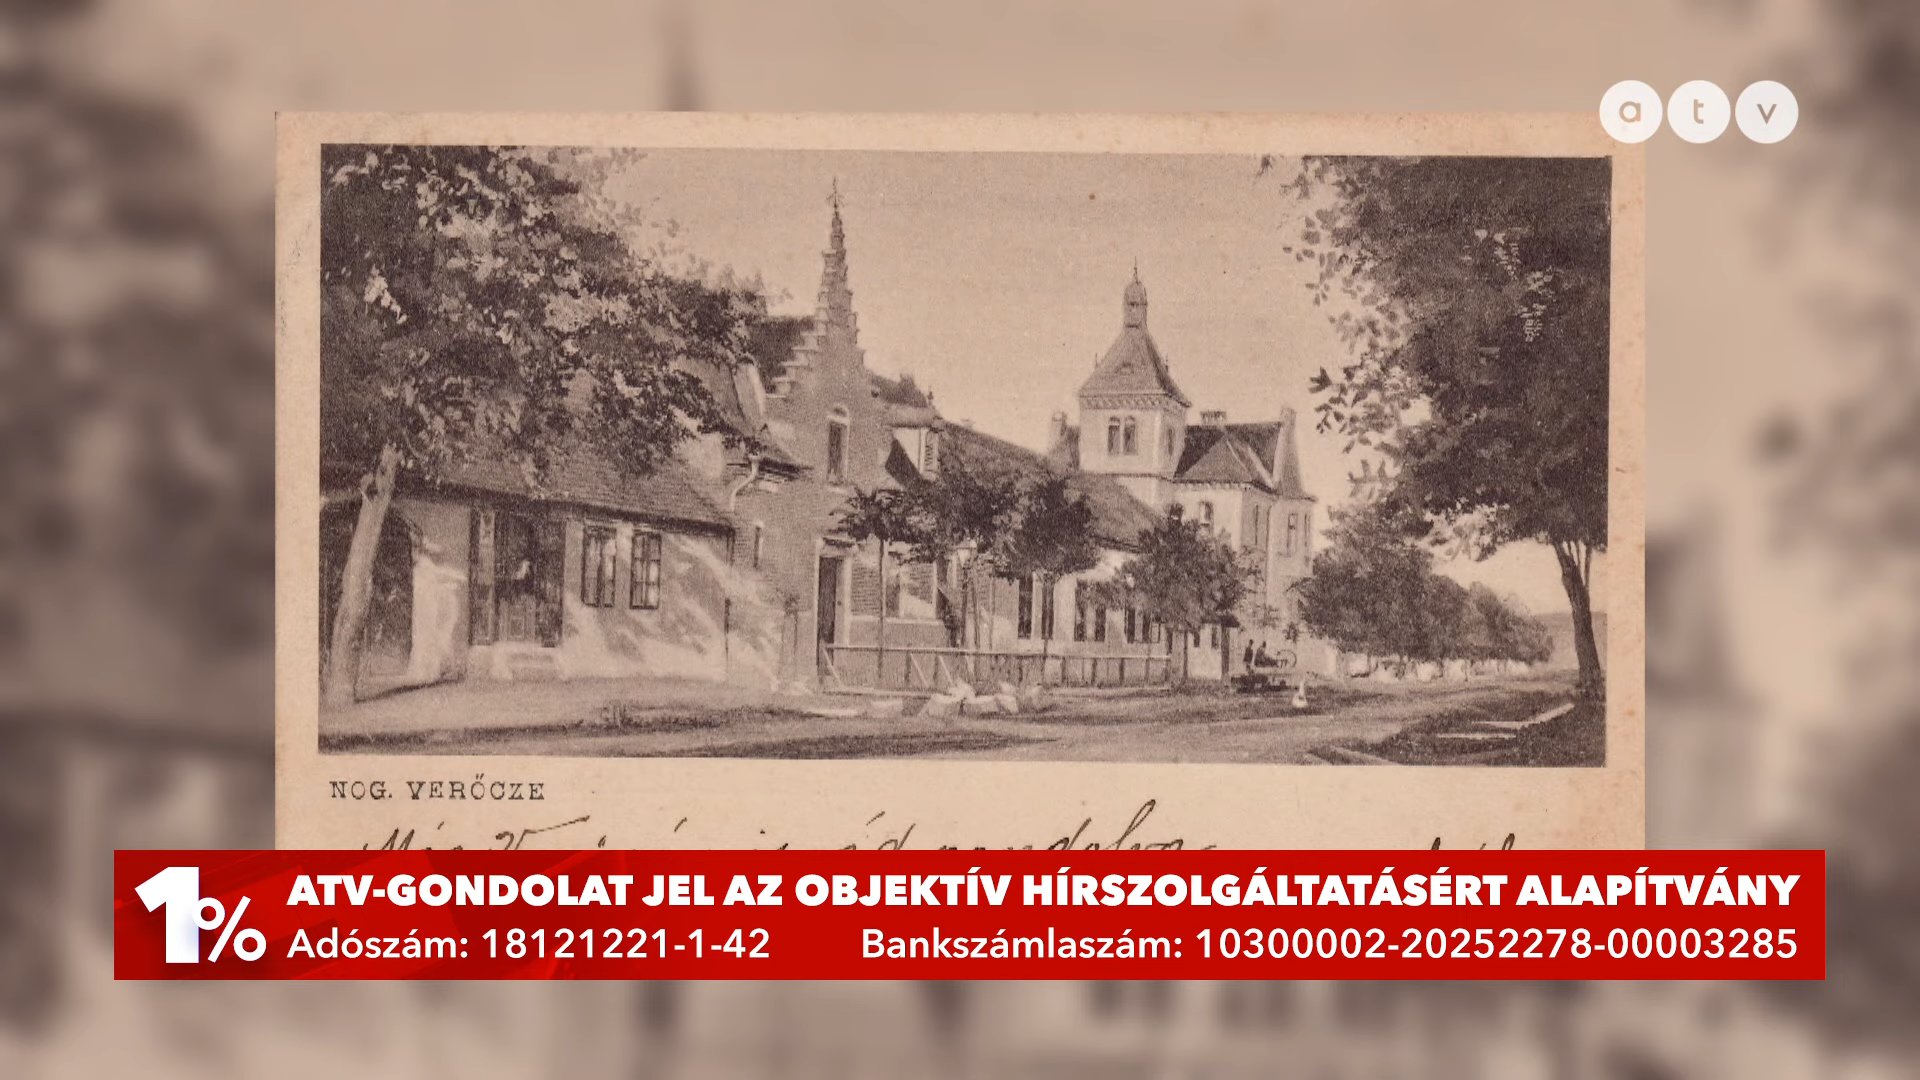 atv
NOG. VERŐCZE
1%
ATV-GONDOLAT JEL AZ OBJEKTÍV HÍRSZOLGÁLTATÁSÉRT ALAPÍTVÁNY
Adószám: 18121221-1-42
Bankszámlaszám: 10300002-20252278-00003285